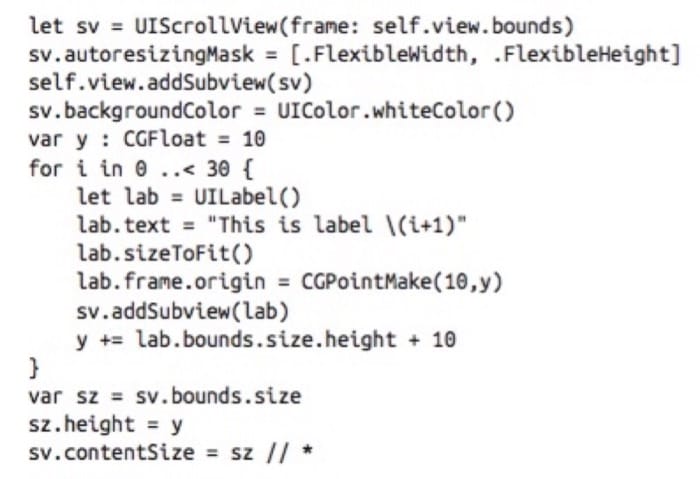 let sv = UIScrollView(frame: self.view.bounds)
sv.autoresizingMask = [.FlexibleWidth, .FlexibleHeight]
self.view.addSubview(sv)
sv.backgroundColor = UIColor.whiteColor()
var y : CGFloat = 10
for i in 0 ..< 30 {
    let lab = UILabel()
    lab.text = "This is label \(i+1)"
    lab.sizeToFit()
    lab.frame.origin = CGPointMake(10,y)
    sv.addSubview(lab)
    y += lab.bounds.size.height + 10
}
var sz = sv.bounds.size
sz.height = y
sv.contentSize = sz // *